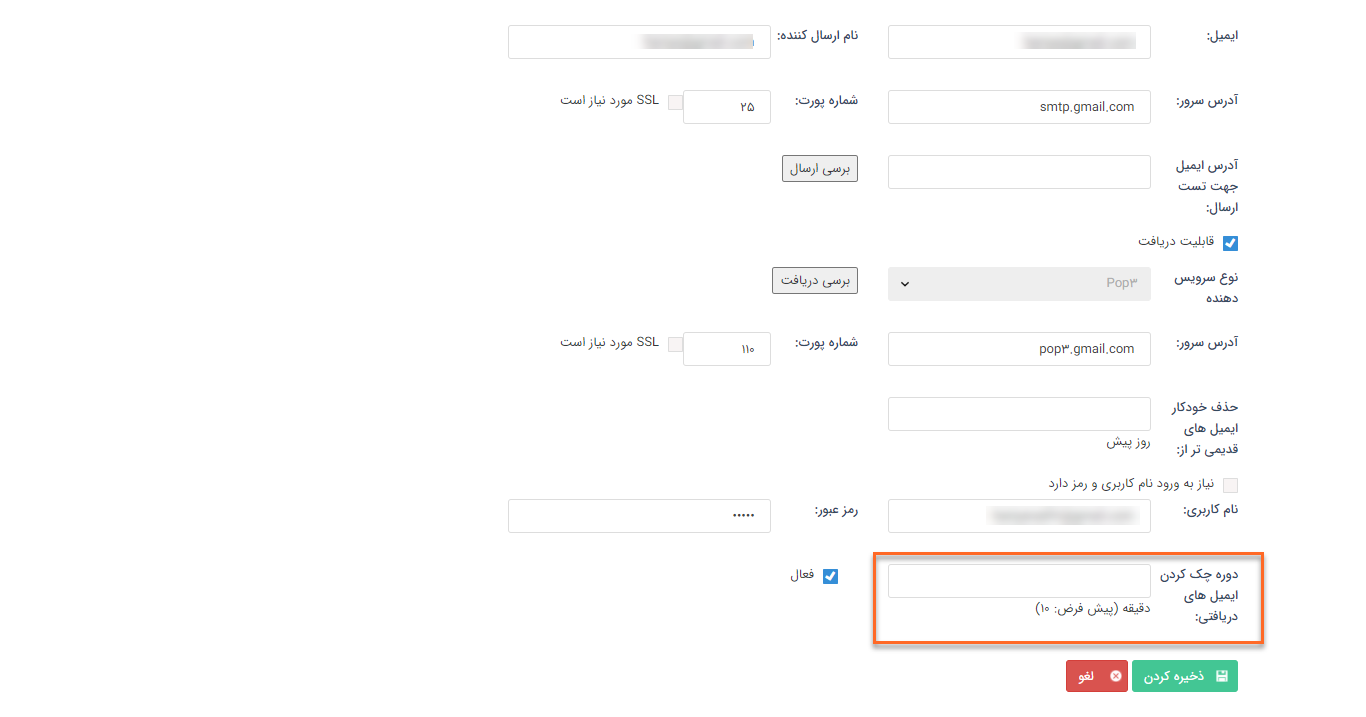 ایمیل:
نام ارسال کننده:
آدرس سرور:
smtp.gmail.com
شماره پورت:
۲۵
SSL مورد نیاز است
آدرس ایمیل
جهت تست
ارسال:
برسی ارسال
قابلیت دریافت
نوع سرویس
دهنده
Pop۳
برسی دریافت
آدرس سرور:
pop۳.gmail.com
شماره پورت:
۱۱۰
SSL مورد نیاز است
حذف خودکار
ایمیل های
قدیمی تر از:
روز پیش
نیاز به ورود نام کاربری و رمز دارد
نام کاربری:
رمز عبور:
•••••
دوره چک کردن
ایمیل های
دریافتی:
دقیقه (پیش فرض: ۱۰)
فعال
ذخیره کردن
لغو